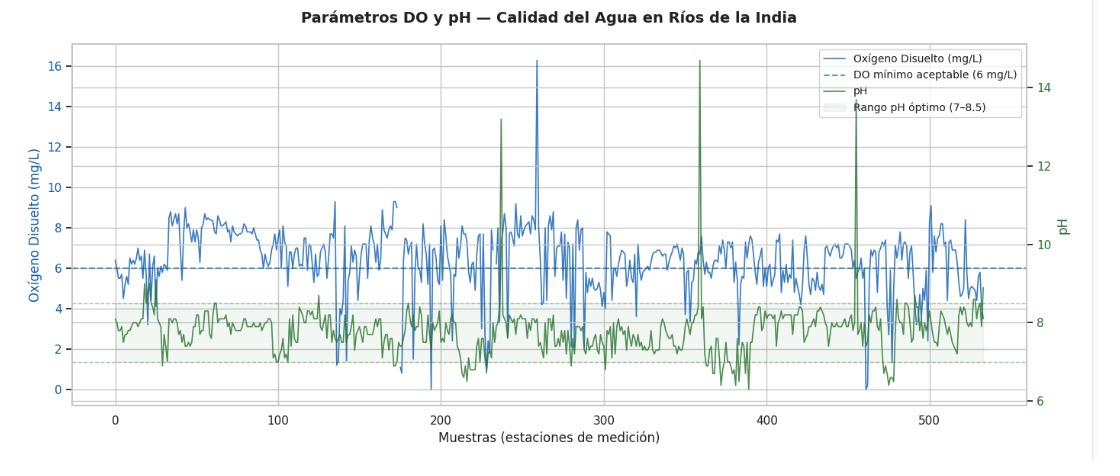 Parámetros DO y pH — Calidad del Agua en Ríos de la India
Oxígeno Disuelto (mg/L)
16
14
12
10
8
6
4
2
0
Oxígeno Disuelto (mg/L)
DO mínimo aceptable (6 mg/L)
pH
Rango pH óptimo (7–8.5)
14
12
10
8
6
pH
0 100 200 300 400 500
Muestras (estaciones de medición)